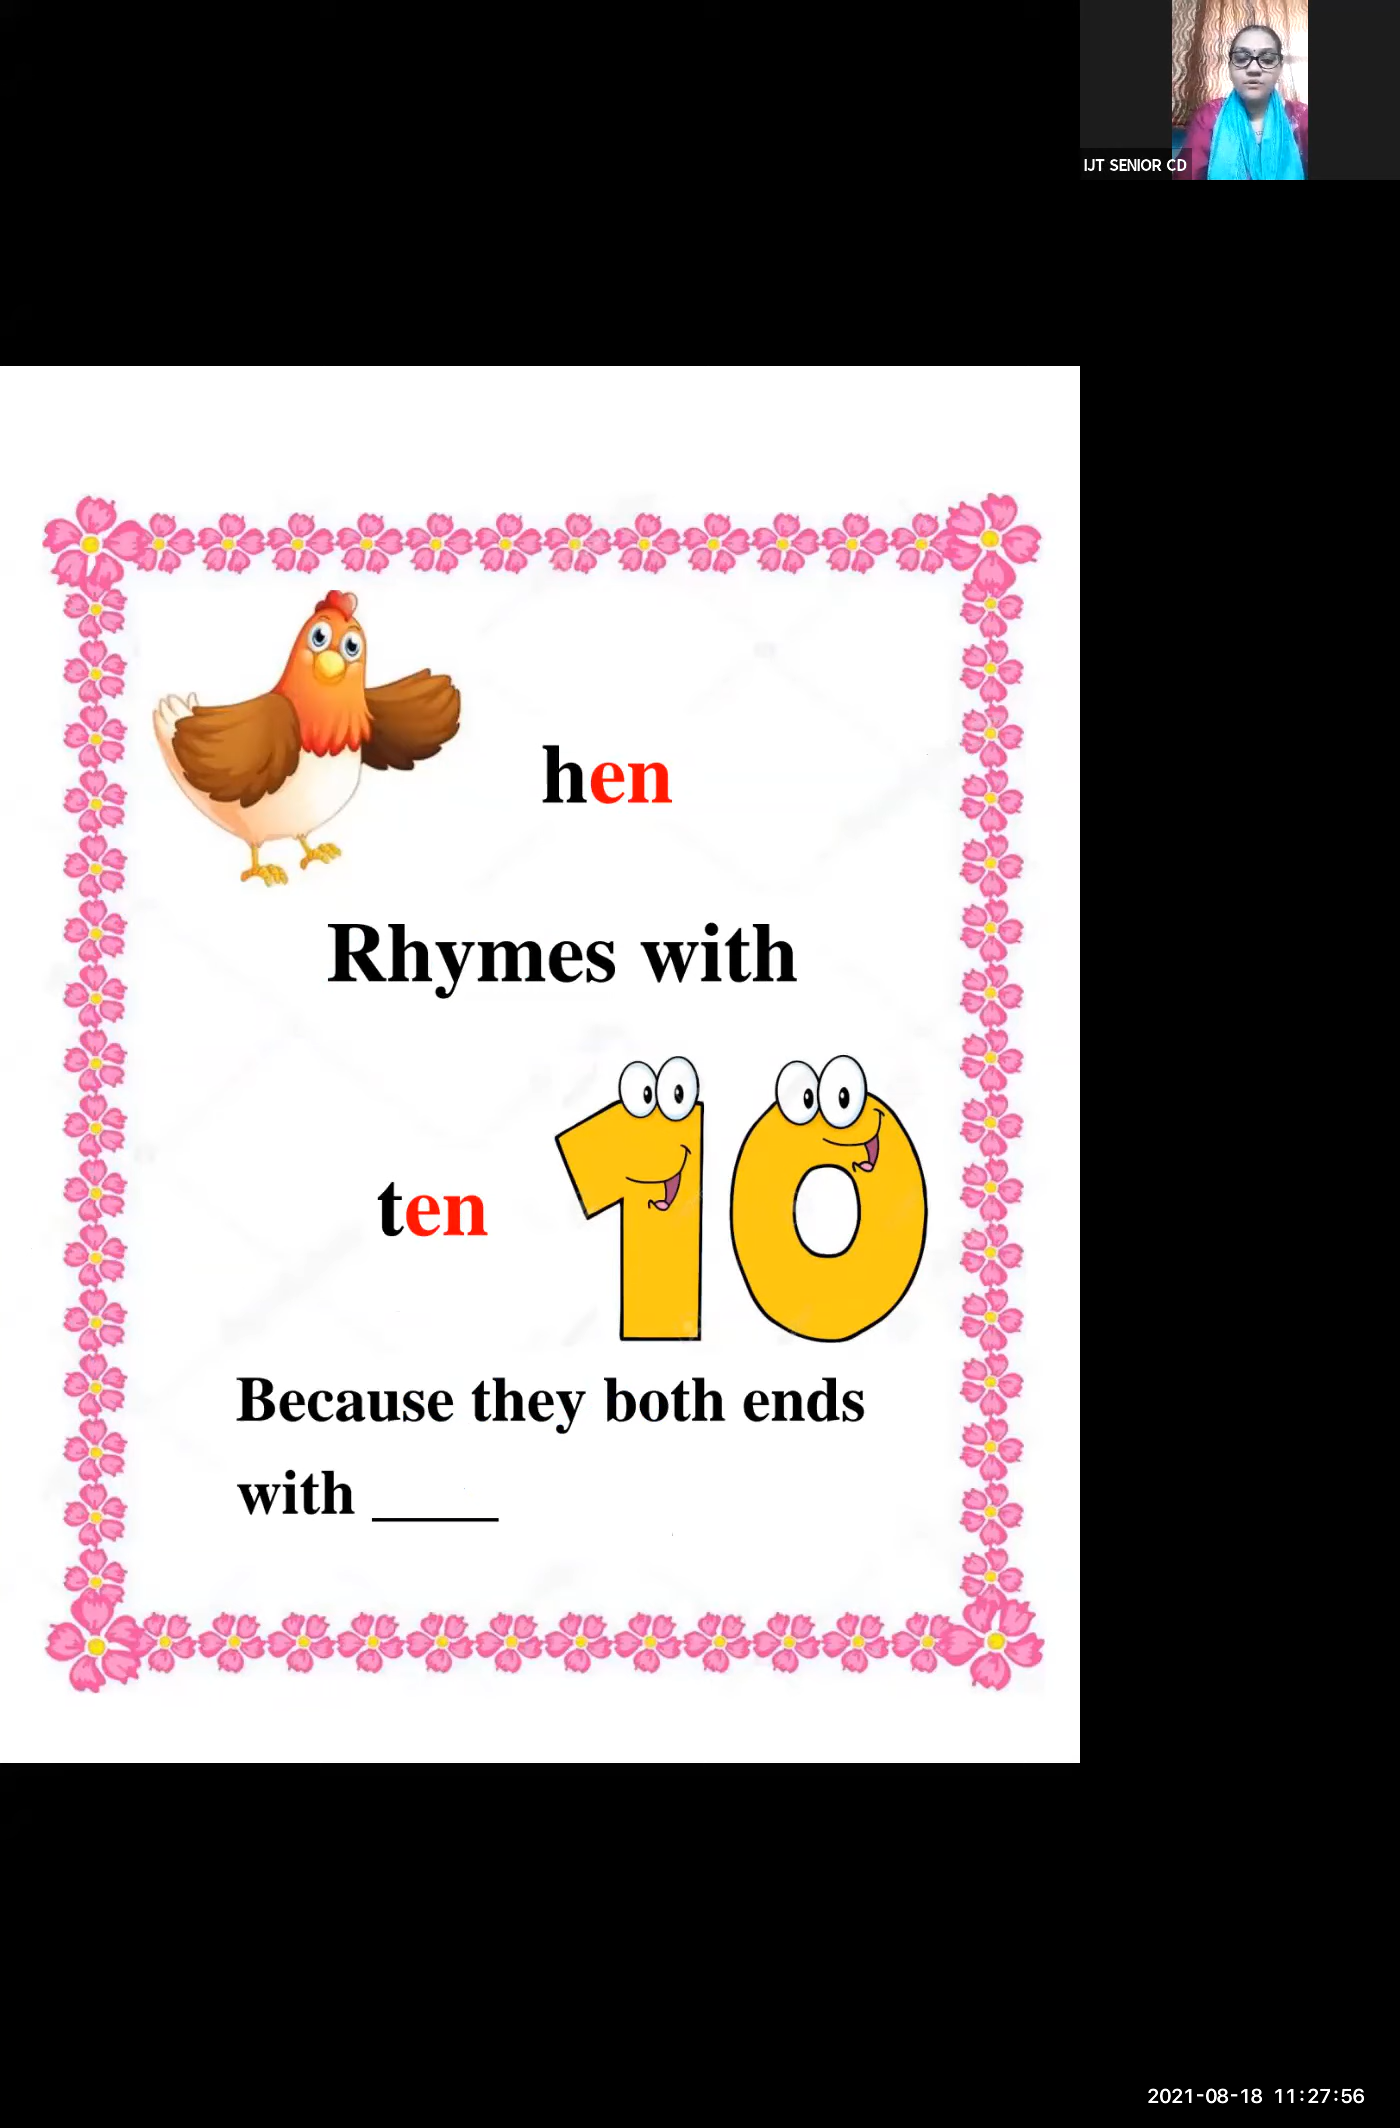 IJT SENIOR CD
hen
Rhymes with
ten 10
Because they both ends
with ____
2021-08-18 11:27:56